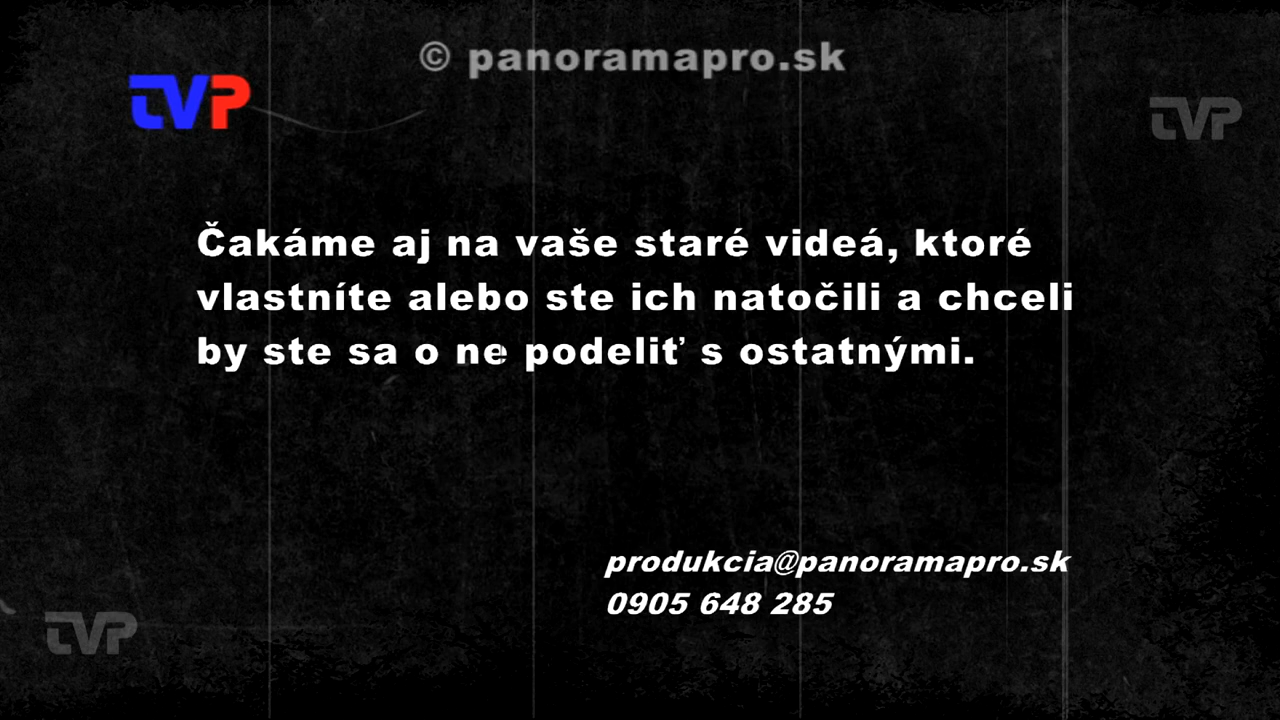 © panoramapro.sk
TVP
TVP
Čakáme aj na vaše staré videá, ktoré
vlastníte alebo ste ich natočili a chceli
by ste sa o ne podeliť s ostatnými.
produkcia@panoramapro.sk
0905 648 285
TVP